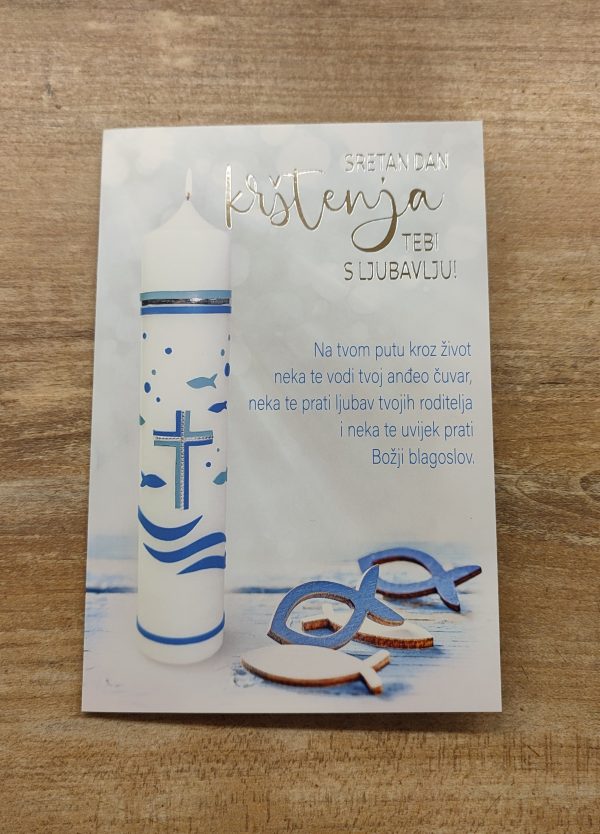 SRETAN DAN
krštenja
TEBI
S LJUBAVLJU!
Na tvom putu kroz život
neka te vodi tvoj anđeo čuvar,
neka te prati ljubav tvojih roditelja
i neka te uvijek prati
Božji blagoslov.